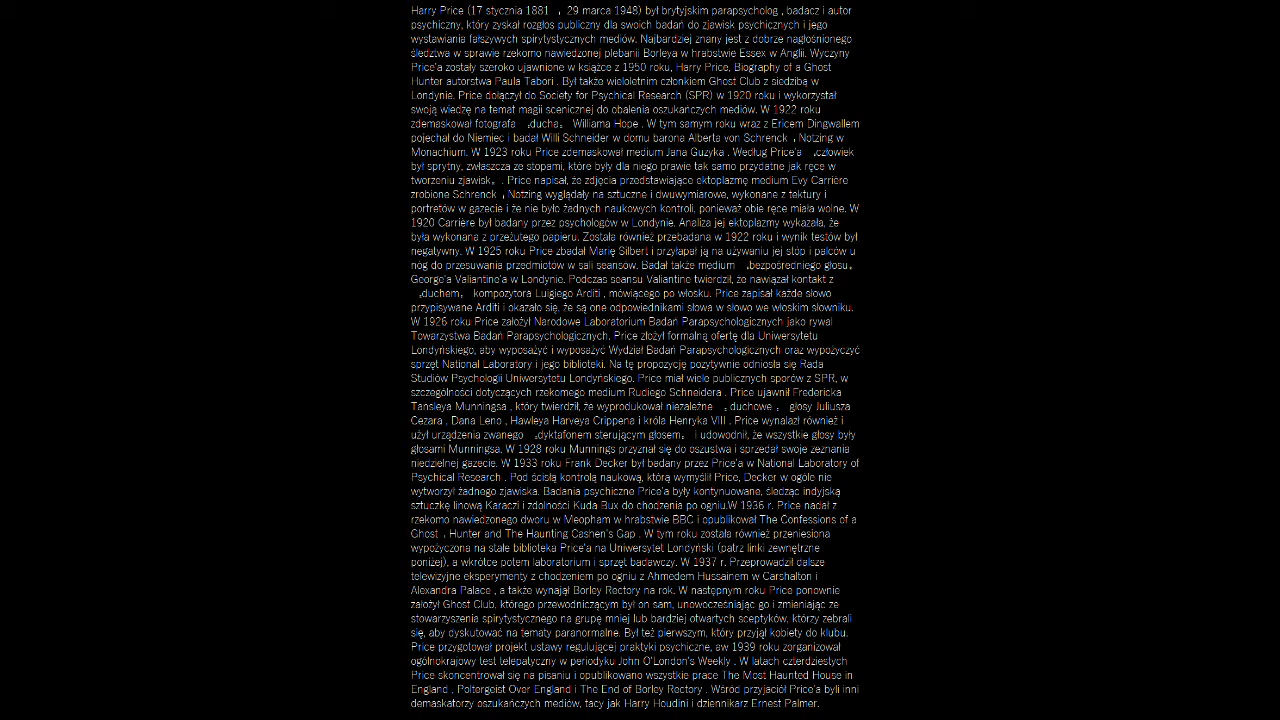 Harry Price (17 stycznia 1881 , 29 marca 1948) był brytyjskim parapsycholog , badacz i autor
psychiczny, który zyskał rozgłos publiczny dla swoich badań do zjawisk psychicznych i jego
wystawiania fałszywych spirytystycznych mediów. Najbardziej znany jest z dobrze nagłośnionego
śledztwa w sprawie rzekomo nawiedzonej plebanii Borleya w hrabstwie Essex w Anglii. Wyczyny
Price'a zostały szeroko ujawnione w książce z 1950 roku, Harry Price, Biography of a Ghost
Hunter autorstwa Paula Tabori . Był także wieloletnim członkiem Ghost Club z siedzibą w
Londynie. Price dołączył do Society for Psychical Research (SPR) w 1920 roku i wykorzystał
swoją wiedzę na temat magii scenicznej do obalenia oszukańczych mediów. W 1922 roku
zdemaskował fotografa „ducha” Williama Hope . W tym samym roku wraz z Ericem Dingwallem
pojechał do Niemiec i badał Willi Schneider w domu barona Alberta von Schrenck , Notzing w
Monachium. W 1923 roku Price zdemaskował medium Jana Guzyka . Według Price'a „człowiek
był sprytny, zwłaszcza ze stopami, które były dla niego prawie tak samo przydatne jak ręce w
tworzeniu zjawisk” . Price napisał, że zdjęcia przedstawiające ektoplazmę medium Evy Carrière
zrobione Schrenck , Notzing wyglądały na sztuczne i dwuwymiarowe, wykonane z tektury i
portretów w gazecie i że nie było żadnych naukowych kontroli, ponieważ obie ręce miała wolne. W
1920 Carrière był badany przez psychologów w Londynie. Analiza jej ektoplazmy wykazała, że
była wykonana z przeżutego papieru. Została również przebadana w 1922 roku i wynik testów był
negatywny. W 1925 roku Price zbadał Marię Silbert i przyłapał ją na używaniu jej stóp i palców u
nóg do przesuwania przedmiotów w sali seansów. Badał także medium „bezpośredniego głosu”
George'a Valiantine'a w Londynie. Podczas seansu Valiantine twierdził, że nawiązał kontakt z
„duchem” kompozytora Luigiego Arditi , mówiącego po włosku. Price zapisał każde słowo
przypisywane Arditi i okazało się, że są one odpowiednikami słowa w słowo we włoskim słowniku.
W 1926 roku Price założył Narodowe Laboratorium Badań Parapsychologicznych jako rywal
Towarzystwa Badań Parapsychologicznych. Price złożył formalną ofertę dla Uniwersytetu
Londyńskiego, aby wyposażyć i wyposażyć Wydział Badań Parapsychologicznych oraz wypożyczyć
sprzęt National Laboratory i jego biblioteki. Na tę propozycję pozytywnie odniosła się Rada
Studiów Psychologii Uniwersytetu Londyńskiego. Price miał wiele publicznych sporów z SPR, w
szczególności dotyczących rzekomego medium Rudiego Schneidera . Price ujawnił Fredericka
Tansleya Munningsa , który twierdził, że wyprodukował niezależne „duchowe „ głosy Juliusza
Cezara , Dana Leno , Hawleya Harveya Crippena i króla Henryka VIII . Price wynalazł również i
użył urządzenia zwanego „dyktafonem sterującym głosem” i udowodnił, że wszystkie głosy były
głosami Munningsa. W 1928 roku Munnings przyznał się do oszustwa i sprzedał swoje zeznania
niedzielnej gazecie. W 1933 roku Frank Decker był badany przez Price'a w National Laboratory of
Psychical Research . Pod ścisłą kontrolą naukową, którą wymyślił Price, Decker w ogóle nie
wytworzył żadnego zjawiska. Badania psychiczne Price'a były kontynuowane, śledząc indyjską
sztuczkę linową Karaczi i zdolności Kuda Bux do chodzenia po ogniu.W 1936 r. Price nadał z
rzekomo nawiedzonego dworu w Meopham w hrabstwie BBC i opublikował The Confessions of a
Ghost , Hunter and The Haunting Cashen's Gap . W tym roku została również przeniesiona
wypożyczona na stałe biblioteka Price'a na Uniwersytet Londyński (patrz linki zewnętrzne
poniżej), a wkrótce potem laboratorium i sprzęt badawczy. W 1937 r. Przeprowadził dalsze
telewizyjne eksperymenty z chodzeniem po ogniu z Ahmedem Hussainem w Carshalton i
Alexandra Palace , a także wynajął Borley Rectory na rok. W następnym roku Price ponownie
założył Ghost Club, którego przewodniczącym był on sam, unowocześniając go i zmieniając ze
stowarzyszenia spirytystycznego na grupę mniej lub bardziej otwartych sceptyków, którzy zebrali
się, aby dyskutować na tematy paranormalne. Był też pierwszym, który przyjął kobiety do klubu.
Price przygotował projekt ustawy regulującej praktyki psychiczne, aw 1939 roku zorganizował
ogólnokrajowy test telepatyczny w periodyku John O'London's Weekly . W latach czterdziestych
Price skoncentrował się na pisaniu i opublikowano wszystkie prace The Most Haunted House in
England , Poltergeist Over England i The End of Borley Rectory . Wśród przyjaciół Price'a byli inni
demaskatorzy oszukańczych mediów, tacy jak Harry Houdini i dziennikarz Ernest Palmer.